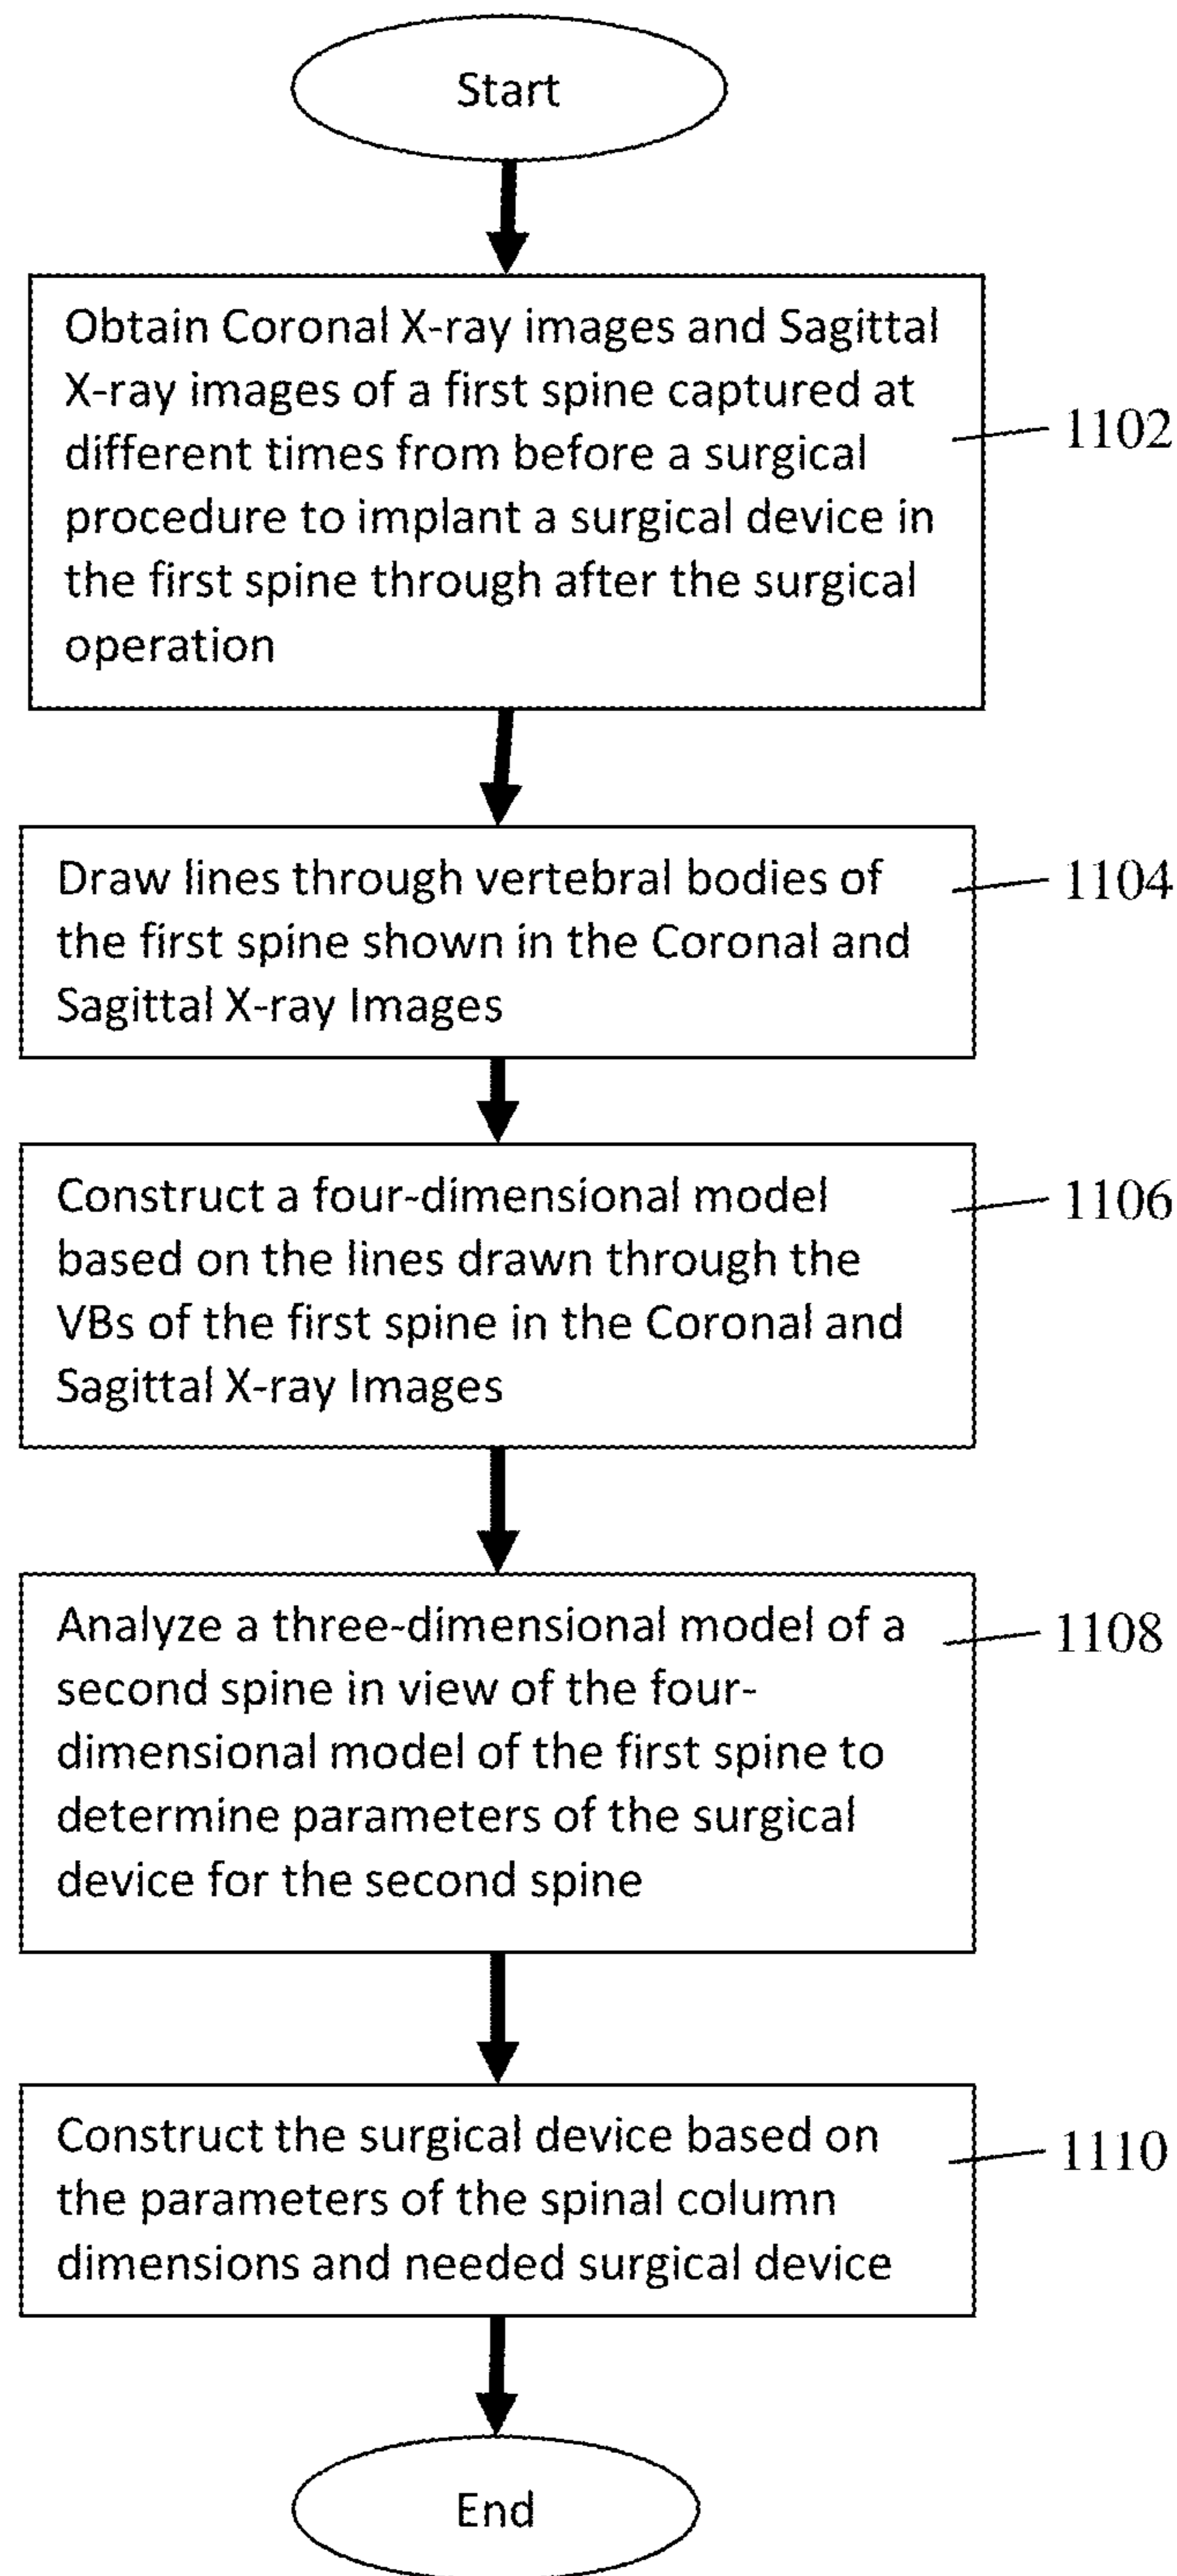 Start
Obtain Coronal X-ray images and Sagittal
X-ray images of a first spine captured at
different times from before a surgical
procedure to implant a surgical device in
the first spine through after the surgical
operation
1102
Draw lines through vertebral bodies of
the first spine shown in the Coronal and
Sagittal X-ray Images
1104
Construct a four-dimensional model
based on the lines drawn through the
VBs of the first spine in the Coronal and
Sagittal X-ray Images
1106
Analyze a three-dimensional model of a
second spine in view of the four-
dimensional model of the first spine to
determine parameters of the surgical
device for the second spine
1108
Construct the surgical device based on
the parameters of the spinal column
dimensions and needed surgical device
1110
End